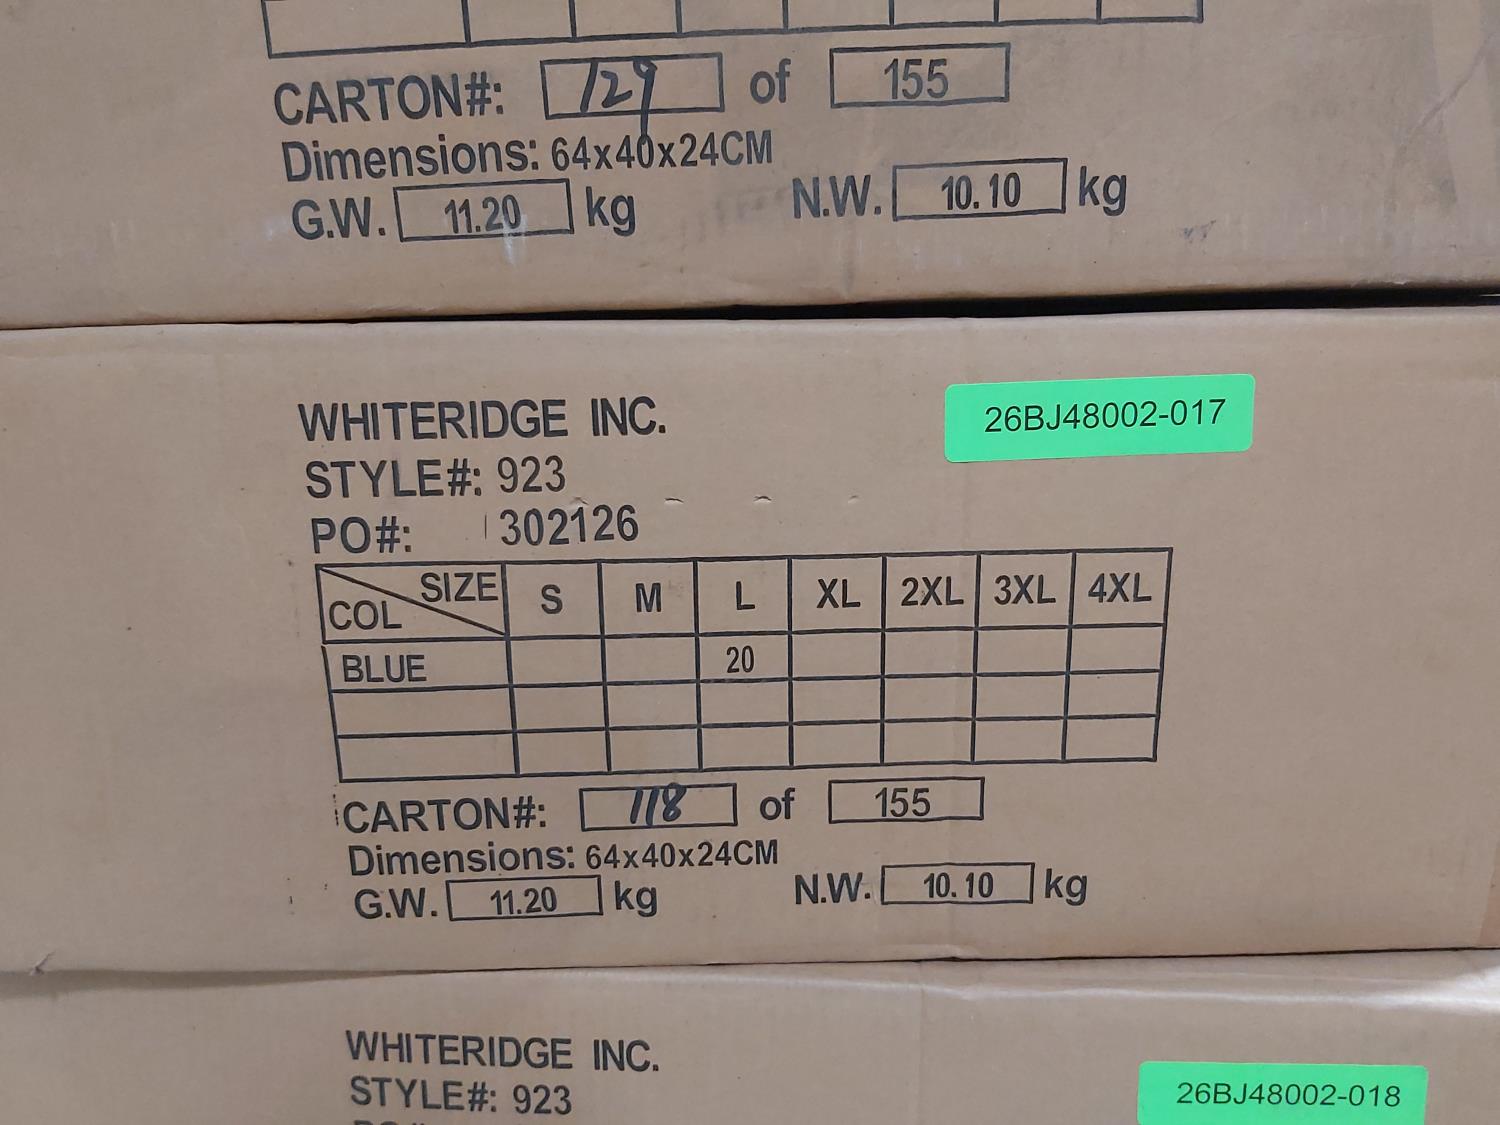 CARTON#: 129 of 155
Dimensions: 64x40x24CM
G.W. 11.20 kg N.W. 10.10 kg
WHITERIDGE INC. 26BJ48002-017
STYLE#: 923
PO#: 302126
SIZE S M L XL 2XL 3XL 4XL
COL
BLUE 20
CARTON#: 118 of 155
Dimensions: 64x40x24CM
G.W. 11.20 kg N.W. 10.10 kg
WHITERIDGE INC.
STYLE#: 923 26BJ48002-018